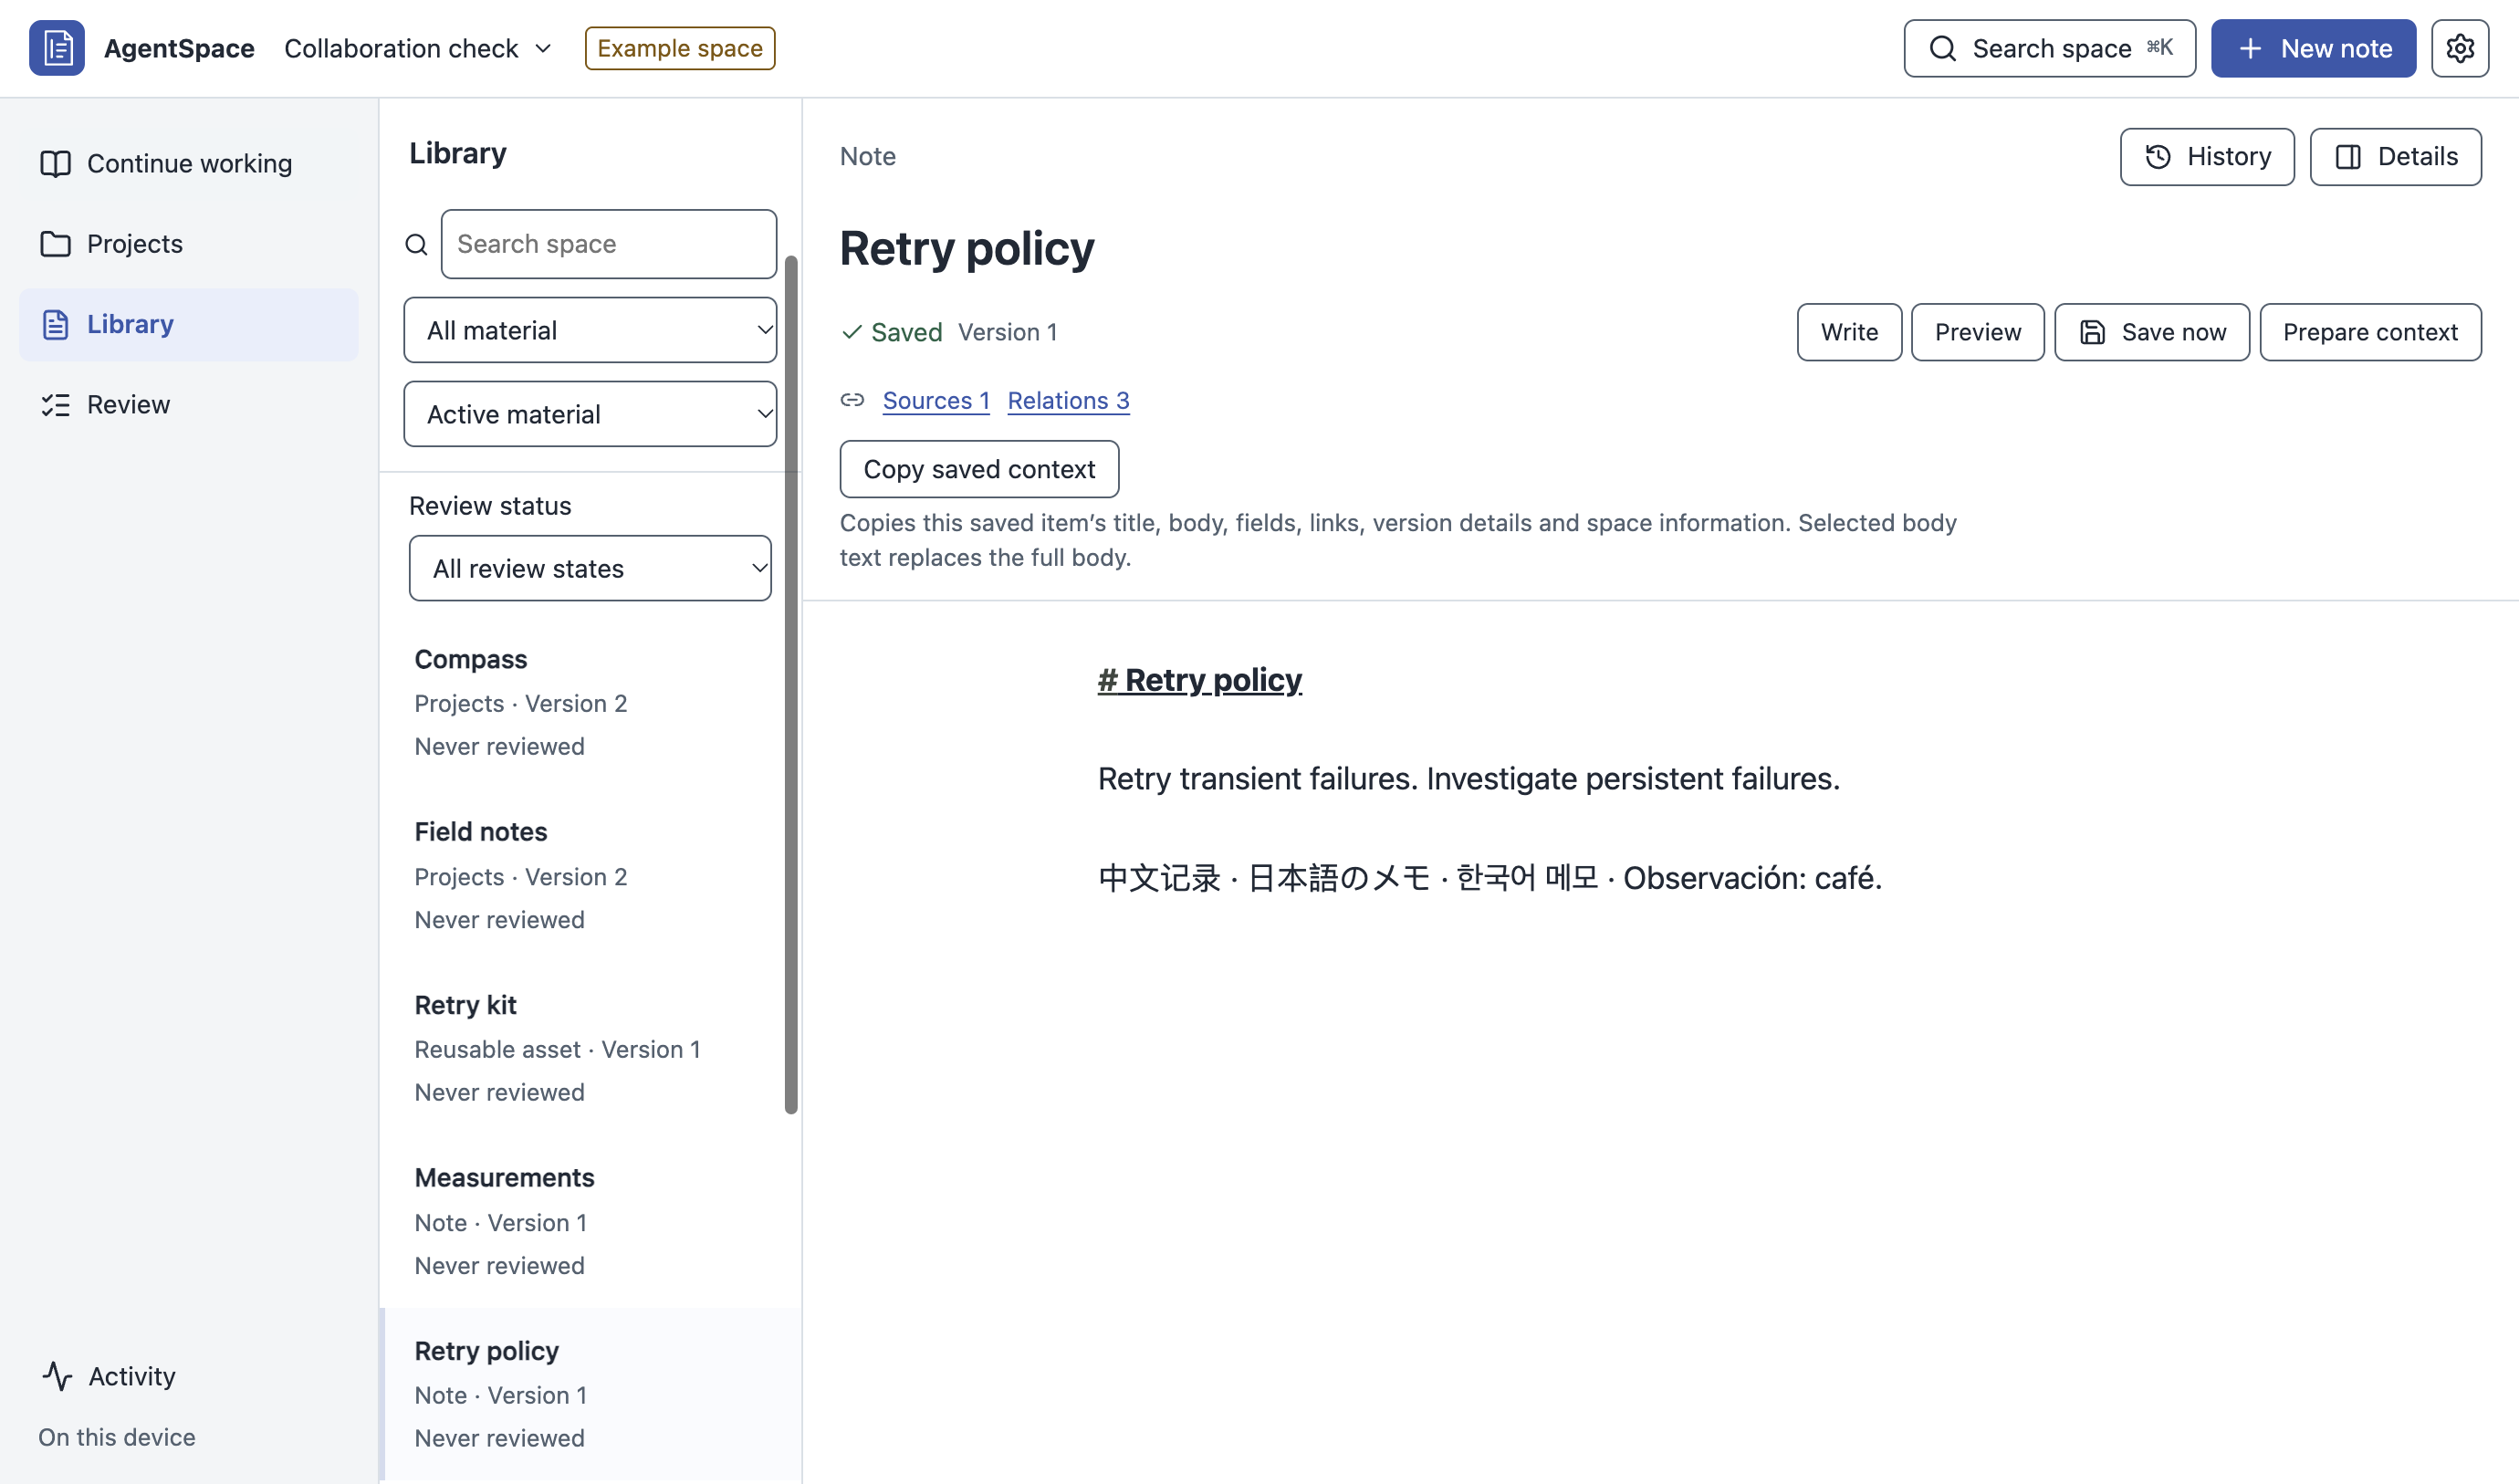 AgentSpace
Collaboration check
Example space
Search space ⌘K
New note
Continue working
Projects
Library
Review
Activity
On this device
Library
Search space
All material
Active material
Review status
All review states
Compass
Projects · Version 2
Never reviewed
Field notes
Projects · Version 2
Never reviewed
Retry kit
Reusable asset · Version 1
Never reviewed
Measurements
Note · Version 1
Never reviewed
Retry policy
Note · Version 1
Never reviewed
Note
History
Details
Retry policy
Saved Version 1
Write
Preview
Save now
Prepare context
Sources 1 Relations 3
Copy saved context
Copies this saved item’s title, body, fields, links, version details and space information. Selected body
text replaces the full body.
# Retry policy
Retry transient failures. Investigate persistent failures.
中文记录 · 日本語のメモ · 한국어 메모 · Observación: café.